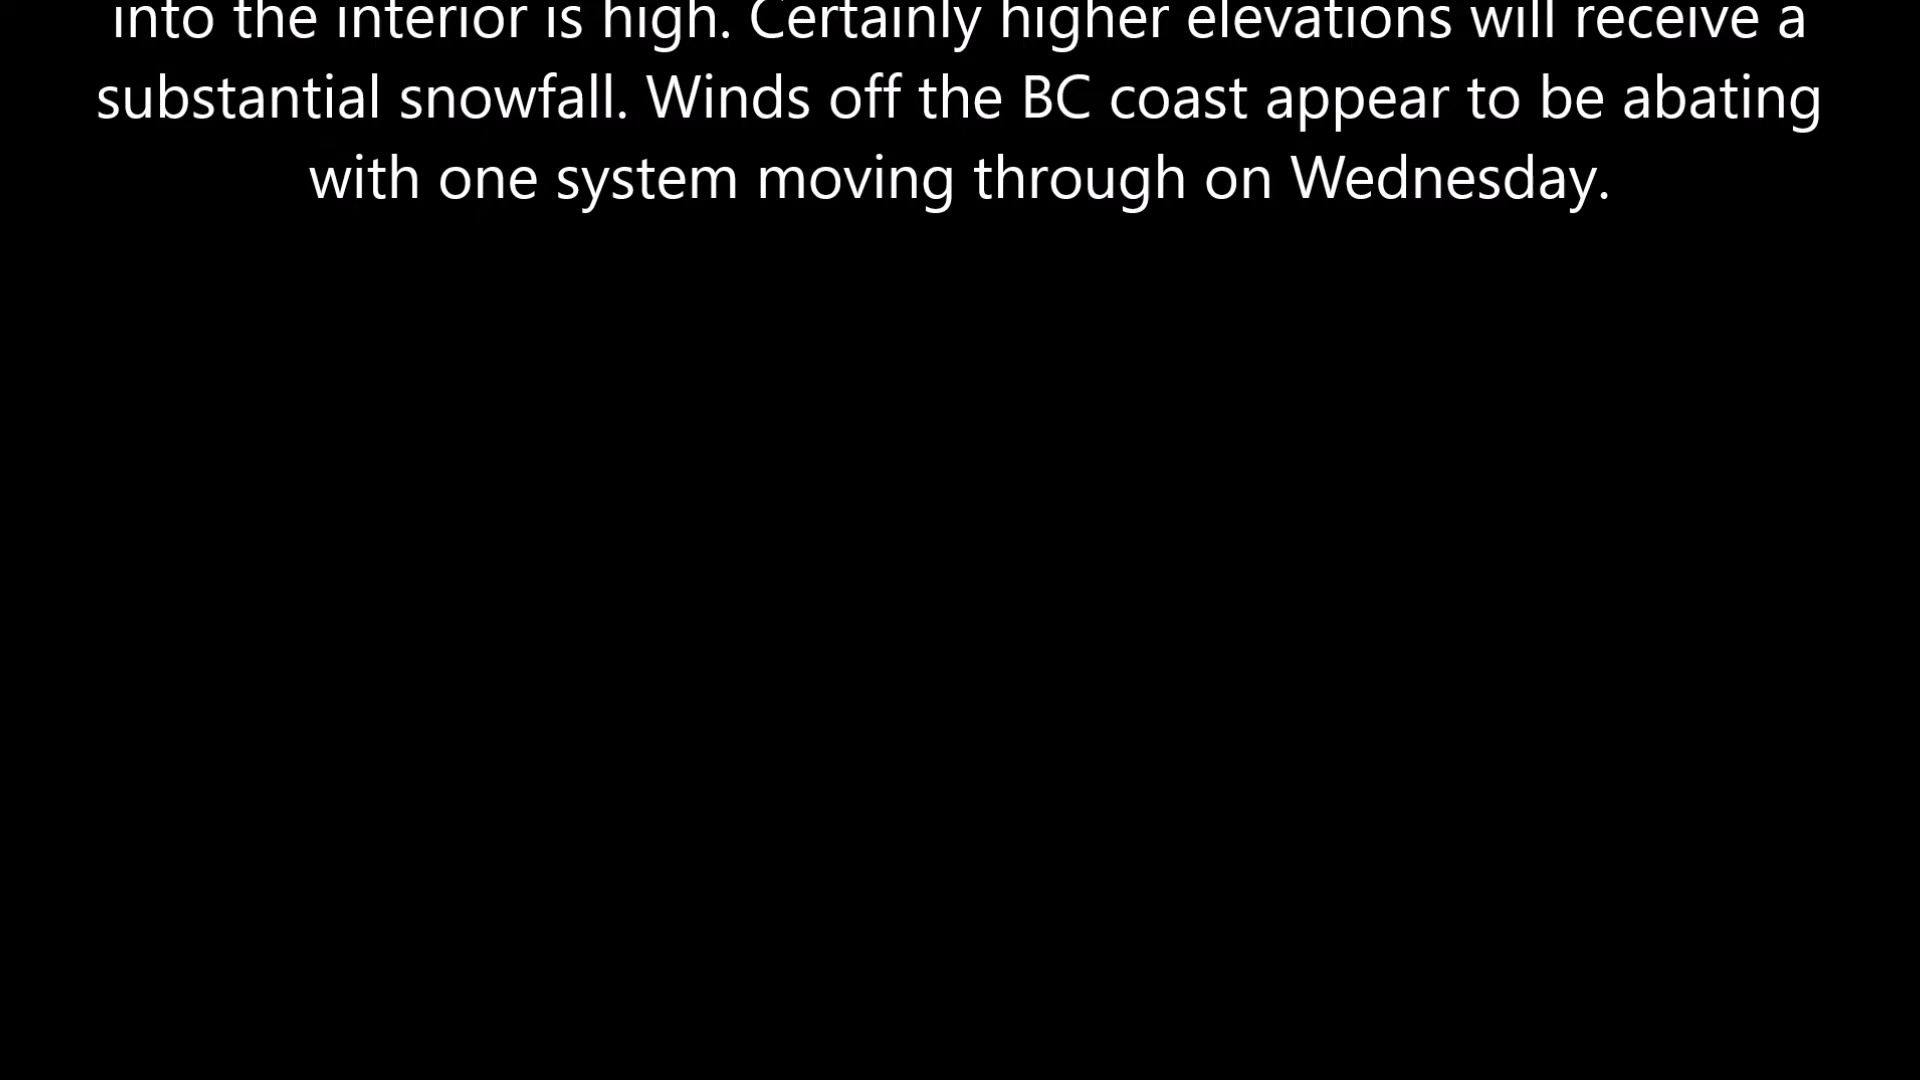 into the interior is high. Certainly higher elevations will receive a
substantial snowfall. Winds off the BC coast appear to be abating
with one system moving through on Wednesday.